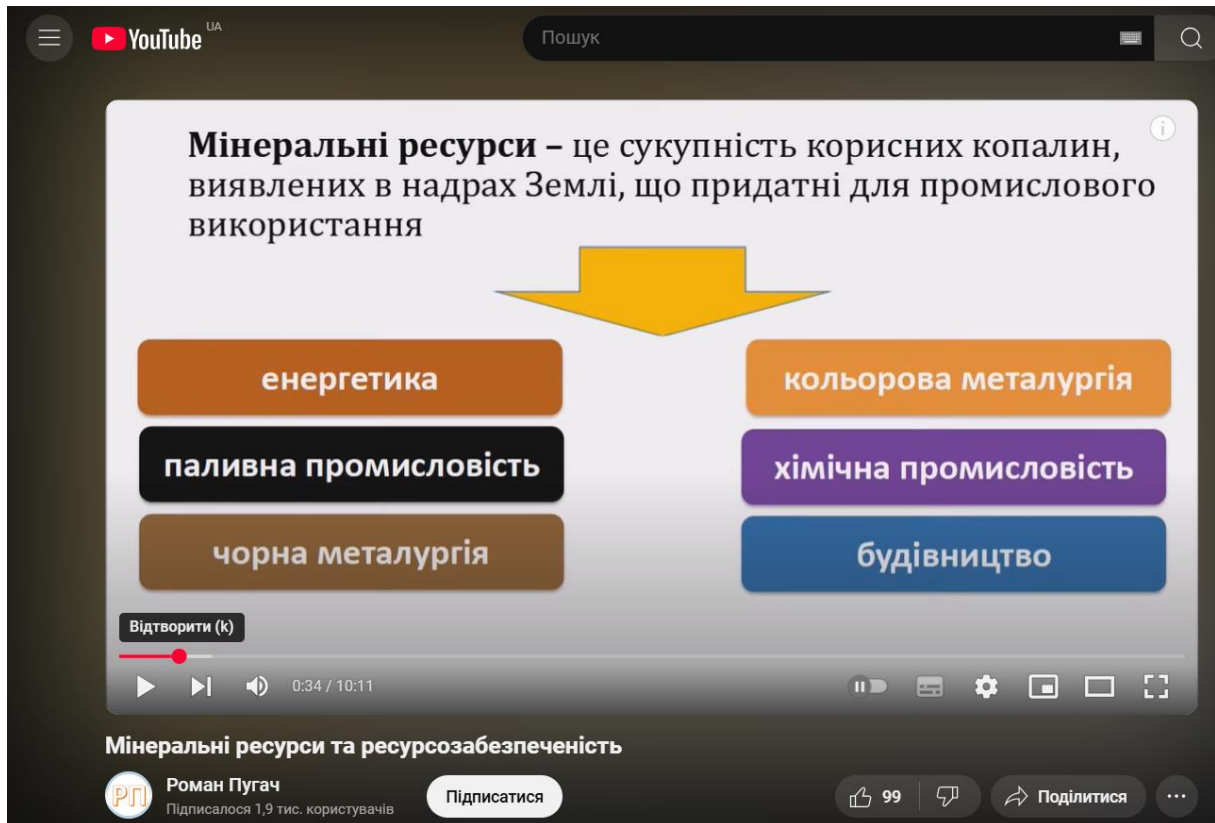 YouTube UA
Пошук
Мінеральні ресурси – це сукупність корисних копалин,
виявлених в надрах Землі, що придатні для промислового
використання
енергетика
кольорова металургія
паливна промисловість
хімічна промисловість
чорна металургія
будівництво
Відтворити (k)
0:34 / 10:11
Мінеральні ресурси та ресурсозабезпеченість
РП
Роман Пугач
Підписалося 1,9 тис. користувачів
Підписатися
99
Поділитися